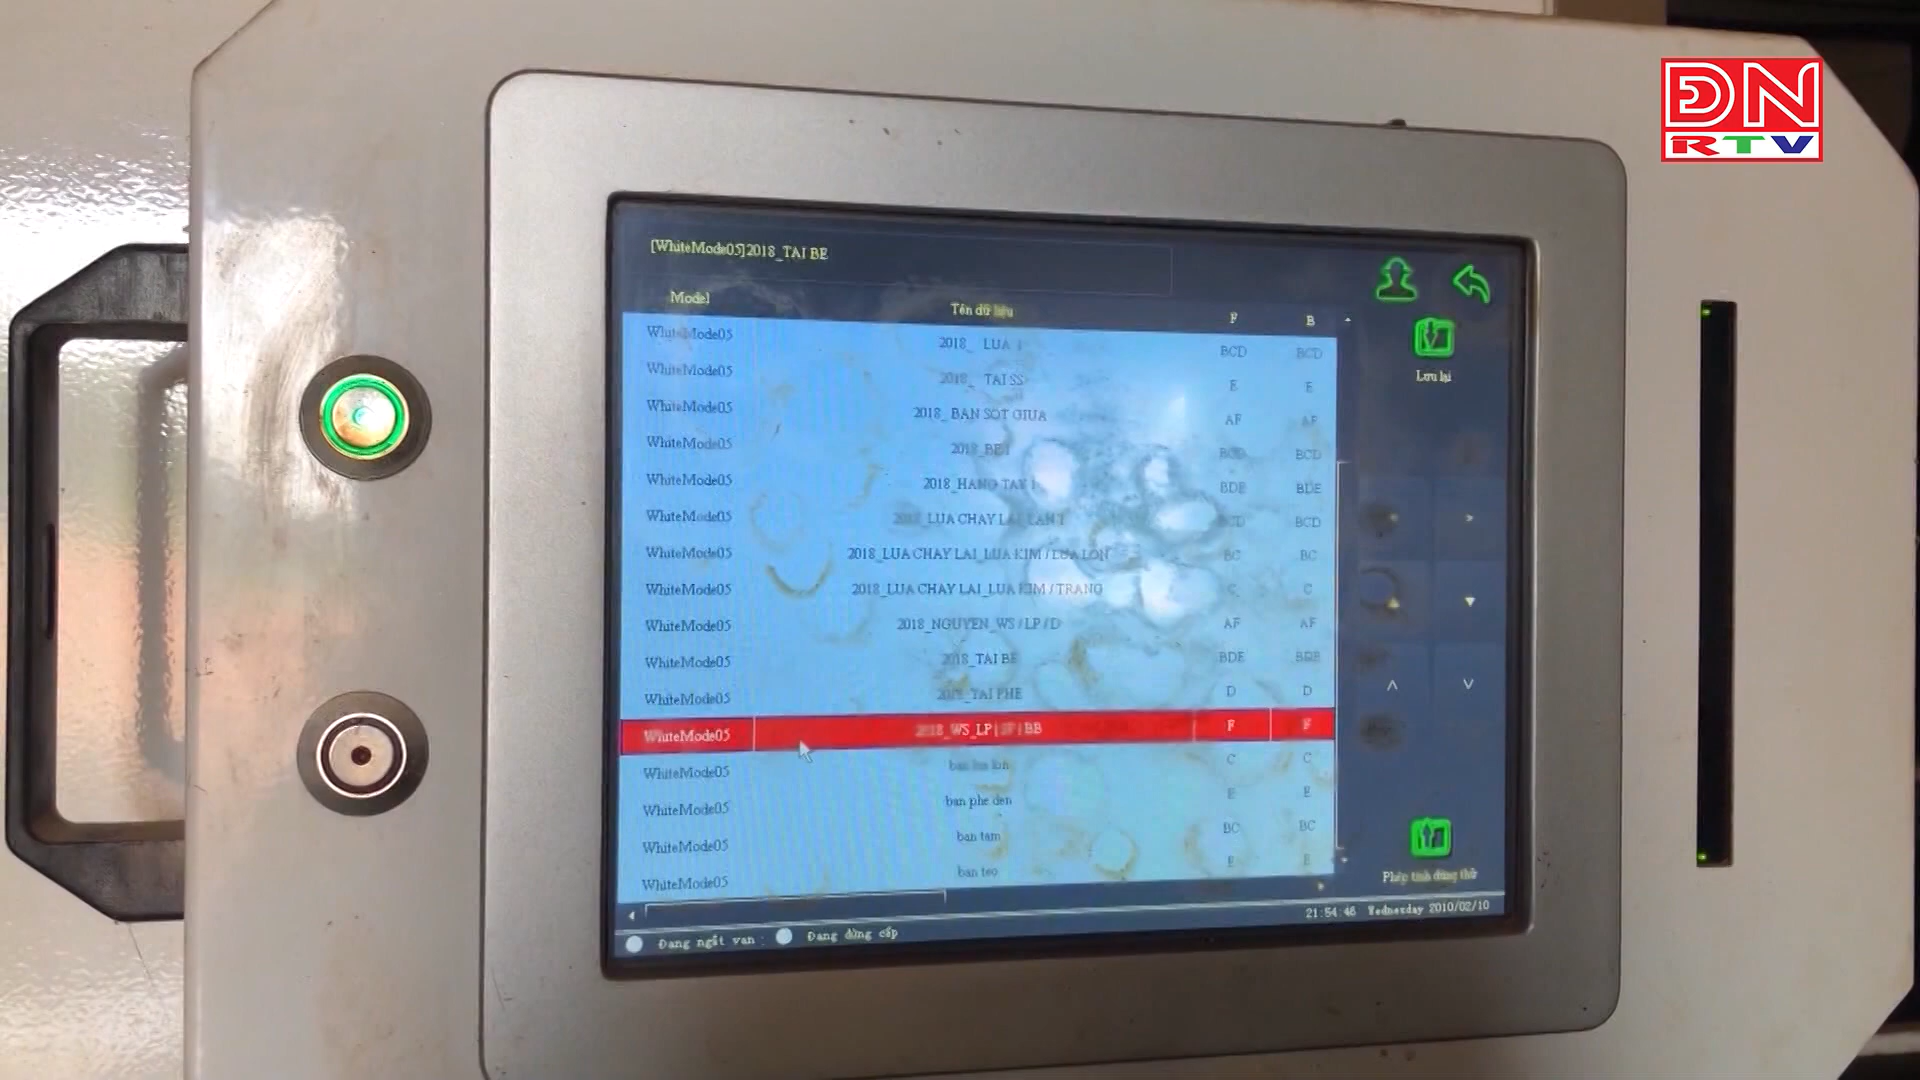 ĐN
RTV
[WhiteMode05]2018_TAI BE
Model Tên dữ liệu F B
WhiteMode05 2018_ LUA 1 BCD BCD
WhiteMode05 2018_ TAI SS E E
WhiteMode05 2018_ BAN SOT GIUA AF AF
WhiteMode05 2018_BE 1 BCD BCD
WhiteMode05 2018_HANG TAY 1 BDE BDE
WhiteMode05 2018_LUA CHAY LAI_LAN 1 BCD BCD
WhiteMode05 2018_LUA CHAY LAI_LUA KIM / LUA LON BC BC
WhiteMode05 2018_LUA CHAY LAI_LUA KIM / TRANG C C
WhiteMode05 2018_NGUYEN_WS / LP / D AF AF
WhiteMode05 2018_TAI BE BDE BDE
WhiteMode05 2018_TAI PHE D D
WhiteMode05 2018_WS_LP | | BB F F
WhiteMode05 ban lua lon C C
WhiteMode05 ban phe den E E
WhiteMode05 ban tam BC BC
WhiteMode05 ban teo E E
Lưu lại
Phép tính dùng thử
21:54:46 Wednesday 2010/02/10
Đang ngắt van : Đang dừng cấp